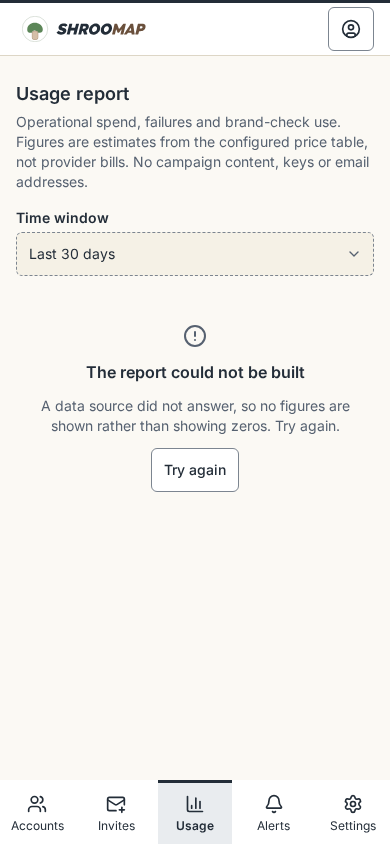 SHROOMAP
Usage report
Operational spend, failures and brand-check use.
Figures are estimates from the configured price table,
not provider bills. No campaign content, keys or email
addresses.
Time window
Last 30 days
The report could not be built
A data source did not answer, so no figures are
shown rather than showing zeros. Try again.
Try again
Accounts
Invites
Usage
Alerts
Settings